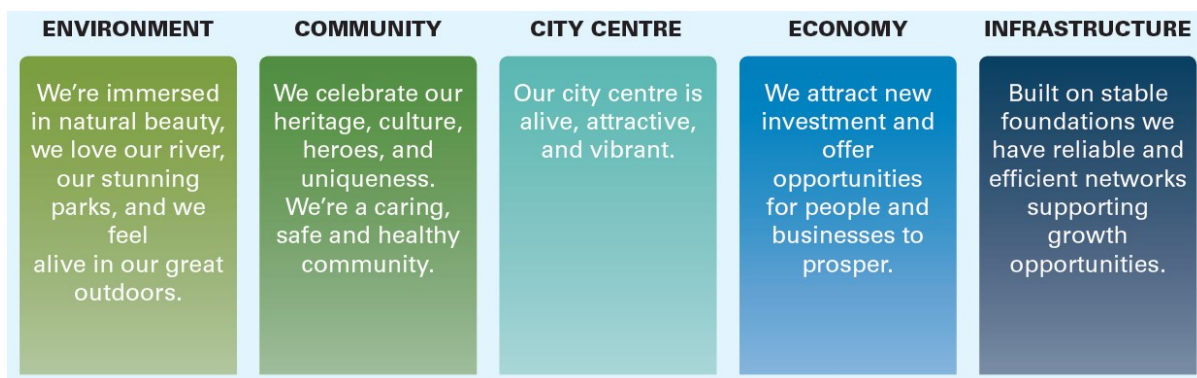 ENVIRONMENT
We’re immersed
in natural beauty,
we love our river,
our stunning
parks, and we
feel
alive in our great
outdoors.
COMMUNITY
We celebrate our
heritage, culture,
heroes, and
uniqueness.
We’re a caring,
safe and healthy
community.
CITY CENTRE
Our city centre is
alive, attractive,
and vibrant.
ECONOMY
We attract new
investment and
offer
opportunities
for people and
businesses to
prosper.
INFRASTRUCTURE
Built on stable
foundations we
have reliable and
efficient networks
supporting
growth
opportunities.